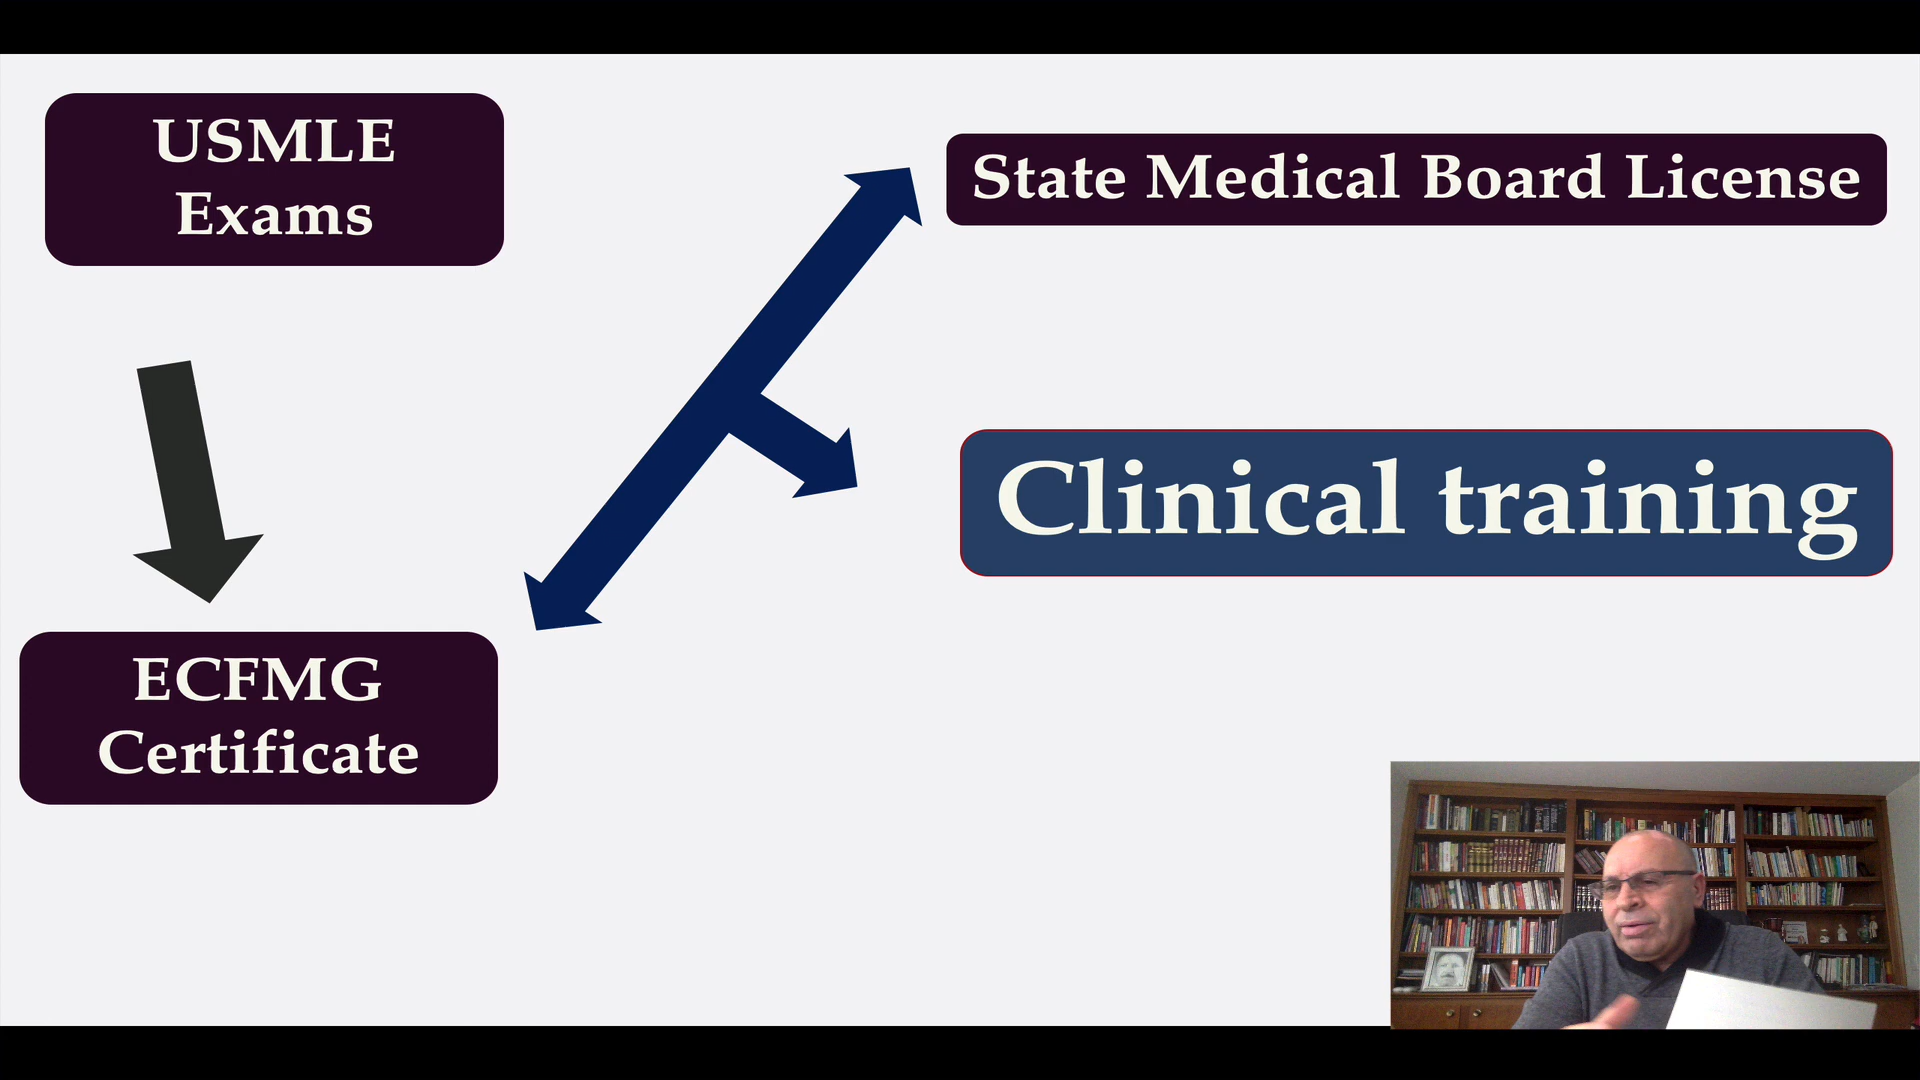 USMLE
Exams
State Medical Board License
Clinical training
ECFMG
Certificate